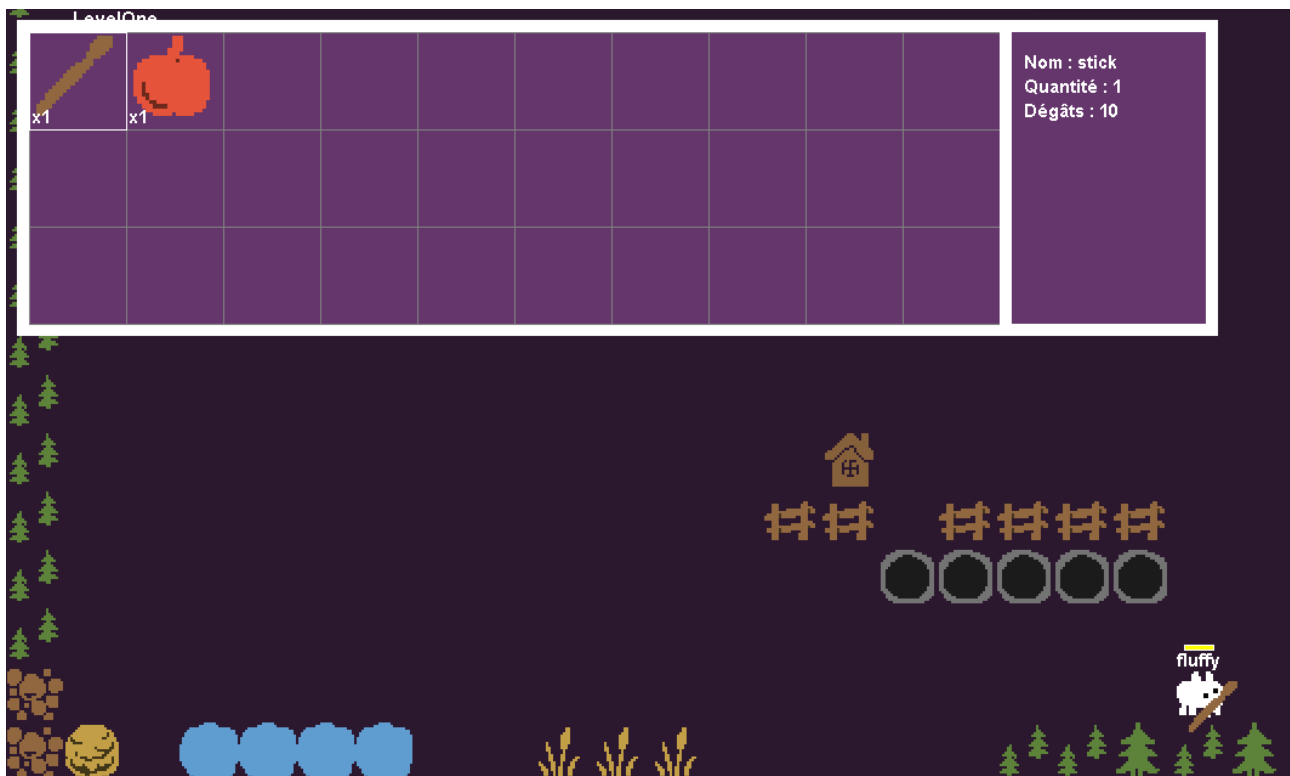 LevelOne
x1
x1
Nom : stick
Quantité : 1
Dégâts : 10
fluffy